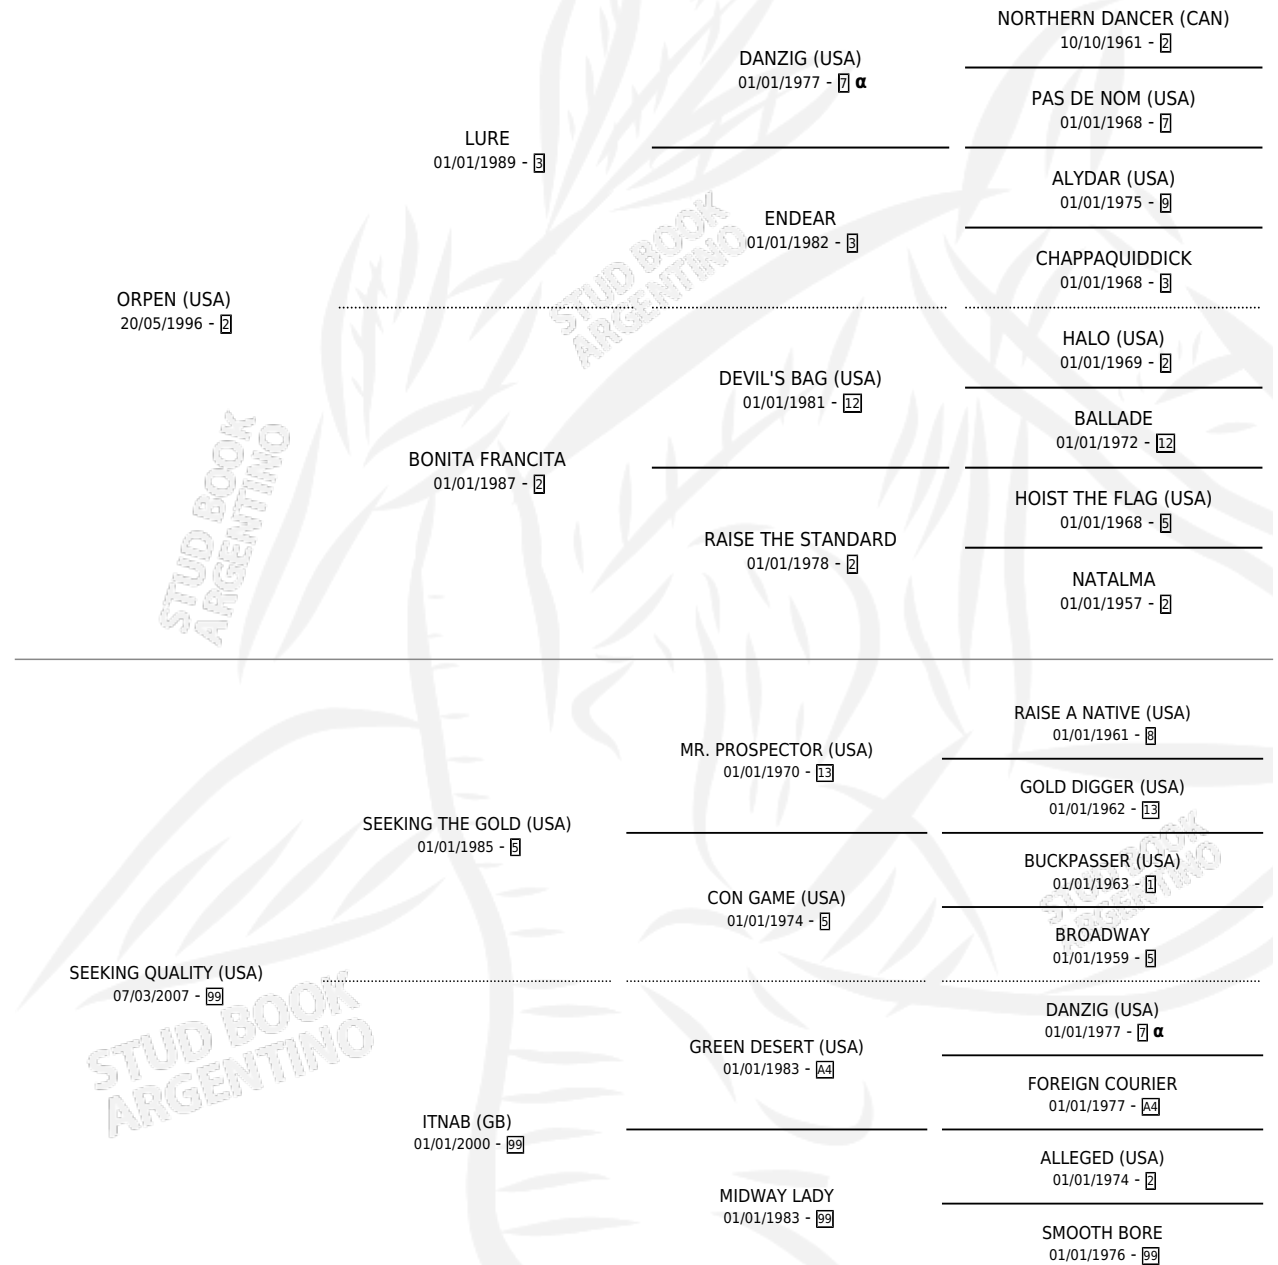 NORTHERN DANCER (CAN)
10/10/1961 - 2
DANZIG (USA)
01/01/1977 - 7 α
PAS DE NOM (USA)
01/01/1968 - 7
LURE
01/01/1989 - 3
ALYDAR (USA)
01/01/1975 - 9
ENDEAR
01/01/1982 - 3
CHAPPAQUIDDICK
01/01/1968 - 3
ORPEN (USA)
20/05/1996 - 2
STUD BOOK
ARGENTINO
HALO (USA)
01/01/1969 - 2
DEVIL'S BAG (USA)
01/01/1981 - 12
BALLADE
01/01/1972 - 12
BONITA FRANCITA
01/01/1987 - 2
HOIST THE FLAG (USA)
01/01/1968 - 5
RAISE THE STANDARD
01/01/1978 - 2
NATALMA
01/01/1957 - 2
STUD BOOK
ARGENTINO
RAISE A NATIVE (USA)
01/01/1961 - 8
MR. PROSPECTOR (USA)
01/01/1970 - 13
GOLD DIGGER (USA)
01/01/1962 - 13
SEEKING THE GOLD (USA)
01/01/1985 - 5
BUCKPASSER (USA)
01/01/1963 - 1
CON GAME (USA)
01/01/1974 - 5
BROADWAY
01/01/1959 - 5
STUD BOOK
ARGENTINO
SEEKING QUALITY (USA)
07/03/2007 - 99
DANZIG (USA)
01/01/1977 - 7 α
GREEN DESERT (USA)
01/01/1983 - A4
FOREIGN COURIER
01/01/1977 - A4
STUD BOOK
ARGENTINO
ITNAB (GB)
01/01/2000 - 99
ALLEGED (USA)
01/01/1974 - 2
MIDWAY LADY
01/01/1983 - 99
SMOOTH BORE
01/01/1976 - 99